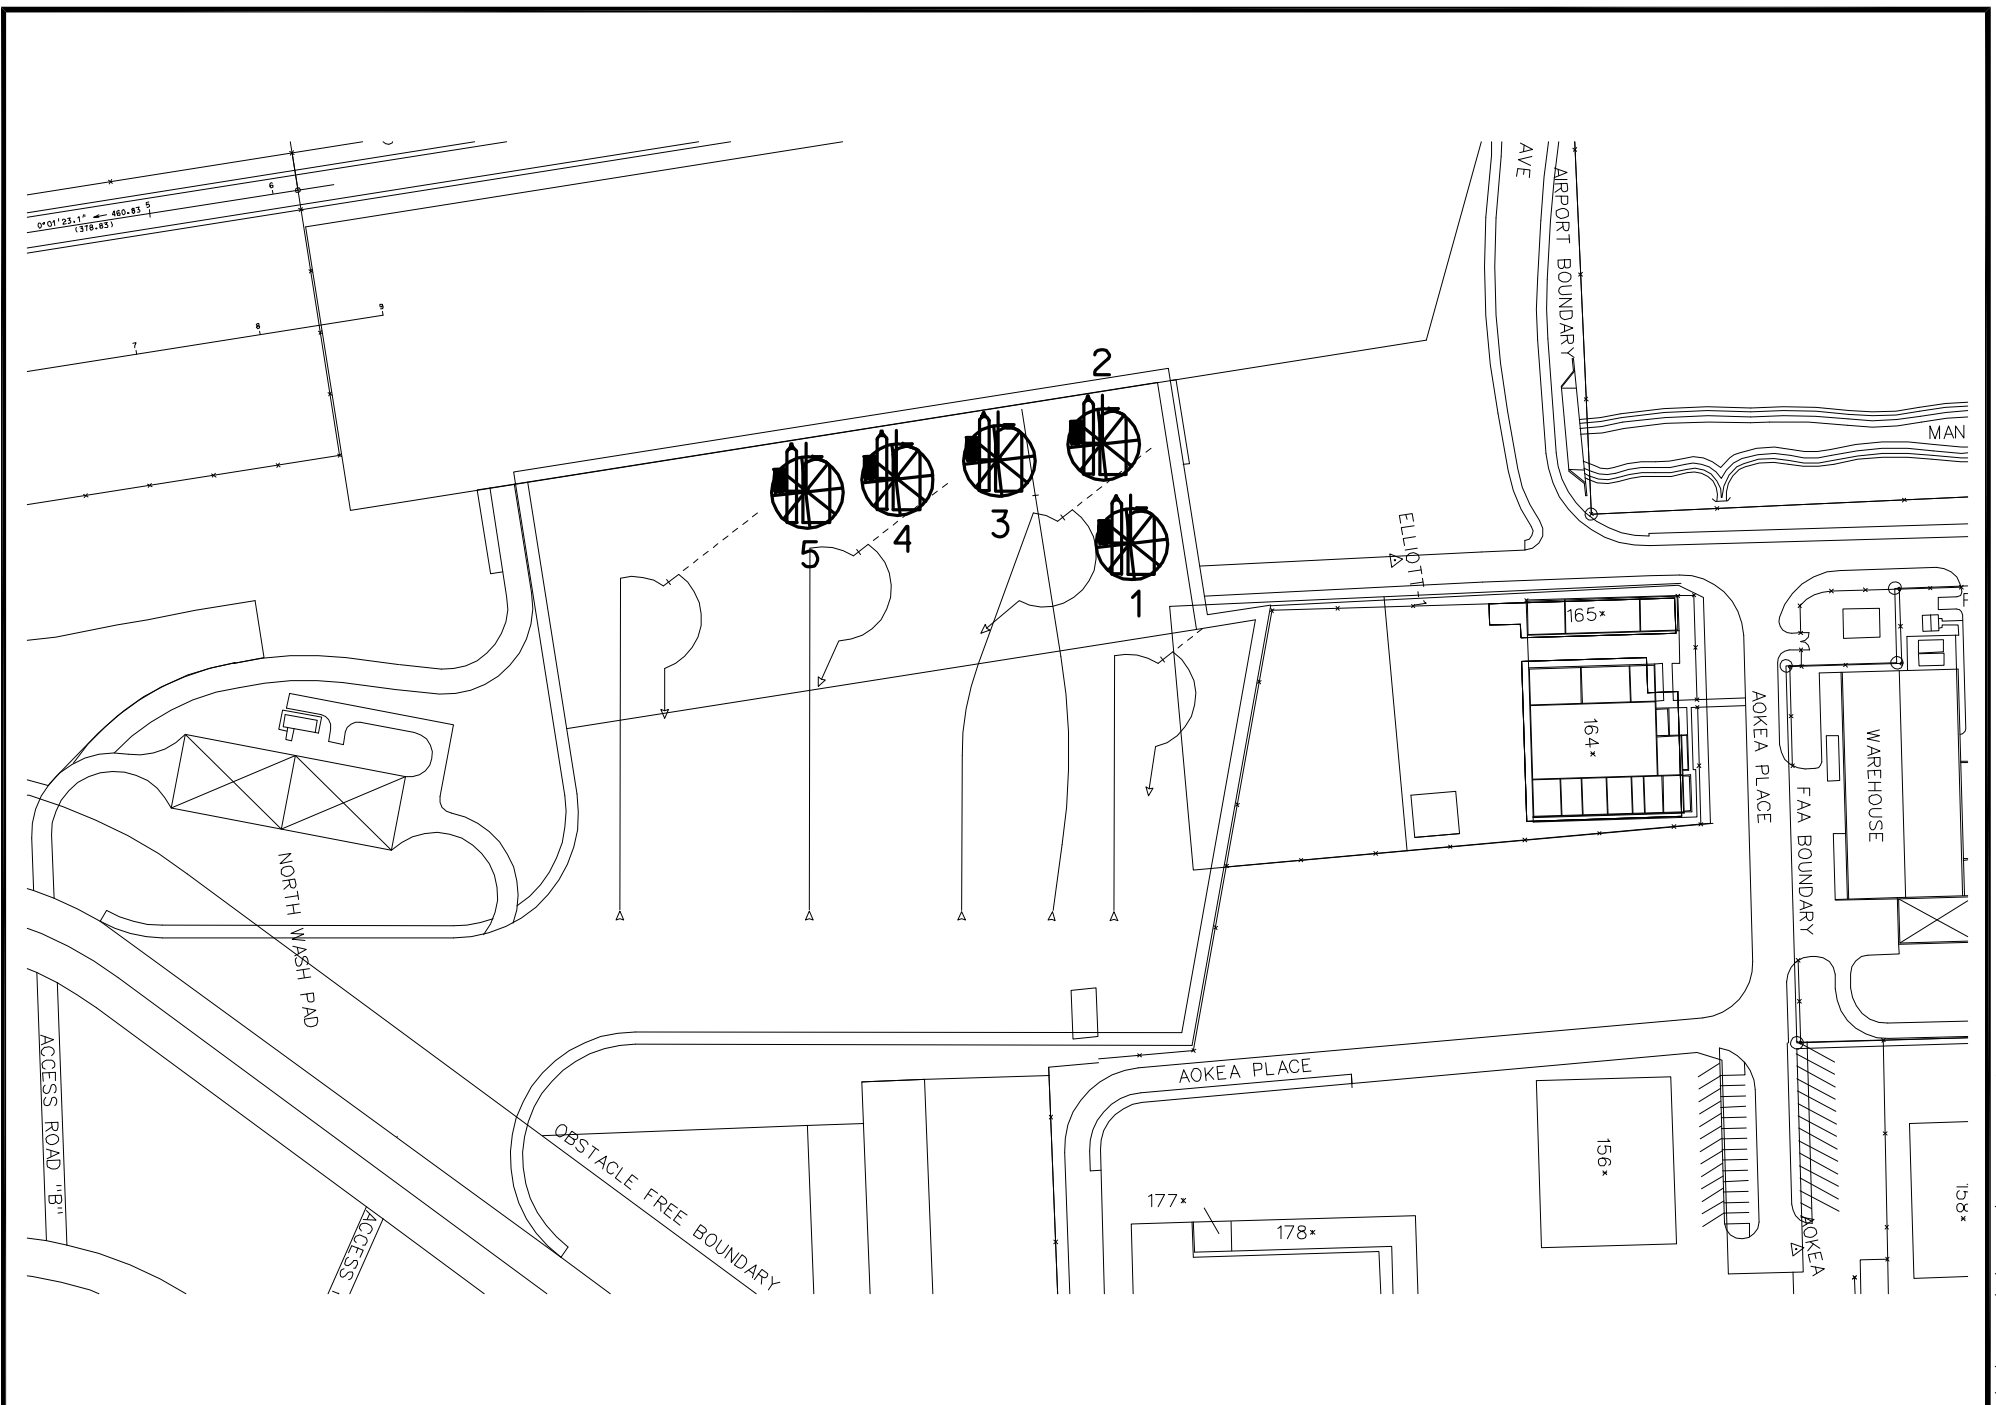 AVE
AIRPORT BOUNDARY
6
5
0°01'23.1" 460.83
(378.83)
9
8
7
2
MAN
3
4
5
1
ELLIOTT
165*
164*
AOKEA PLACE
WAREHOUSE
FAA BOUNDARY
NORTH WASH PAD
ACCESS ROAD "B"
AOKEA PLACE
OBSTACLE FREE BOUNDARY
156*
177*
178*
158*
ACCESS
AOKEA